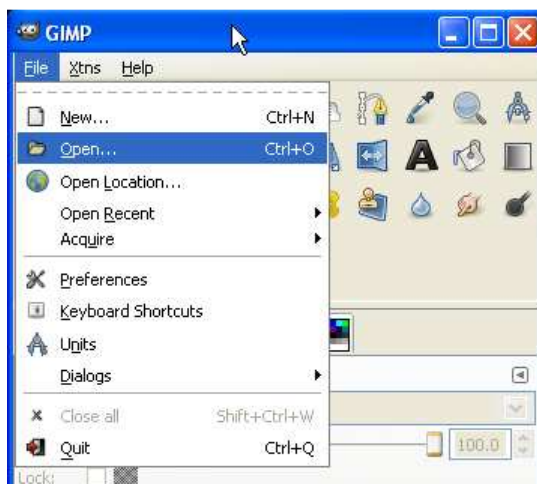 GIMP
File Xtns Help
New... Ctrl+N
Open... Ctrl+O
Open Location...
Open Recent
Acquire
Preferences
Keyboard Shortcuts
Units
Dialogs
Close all Shift+Ctrl+W
Quit Ctrl+Q
100.0
Lock: